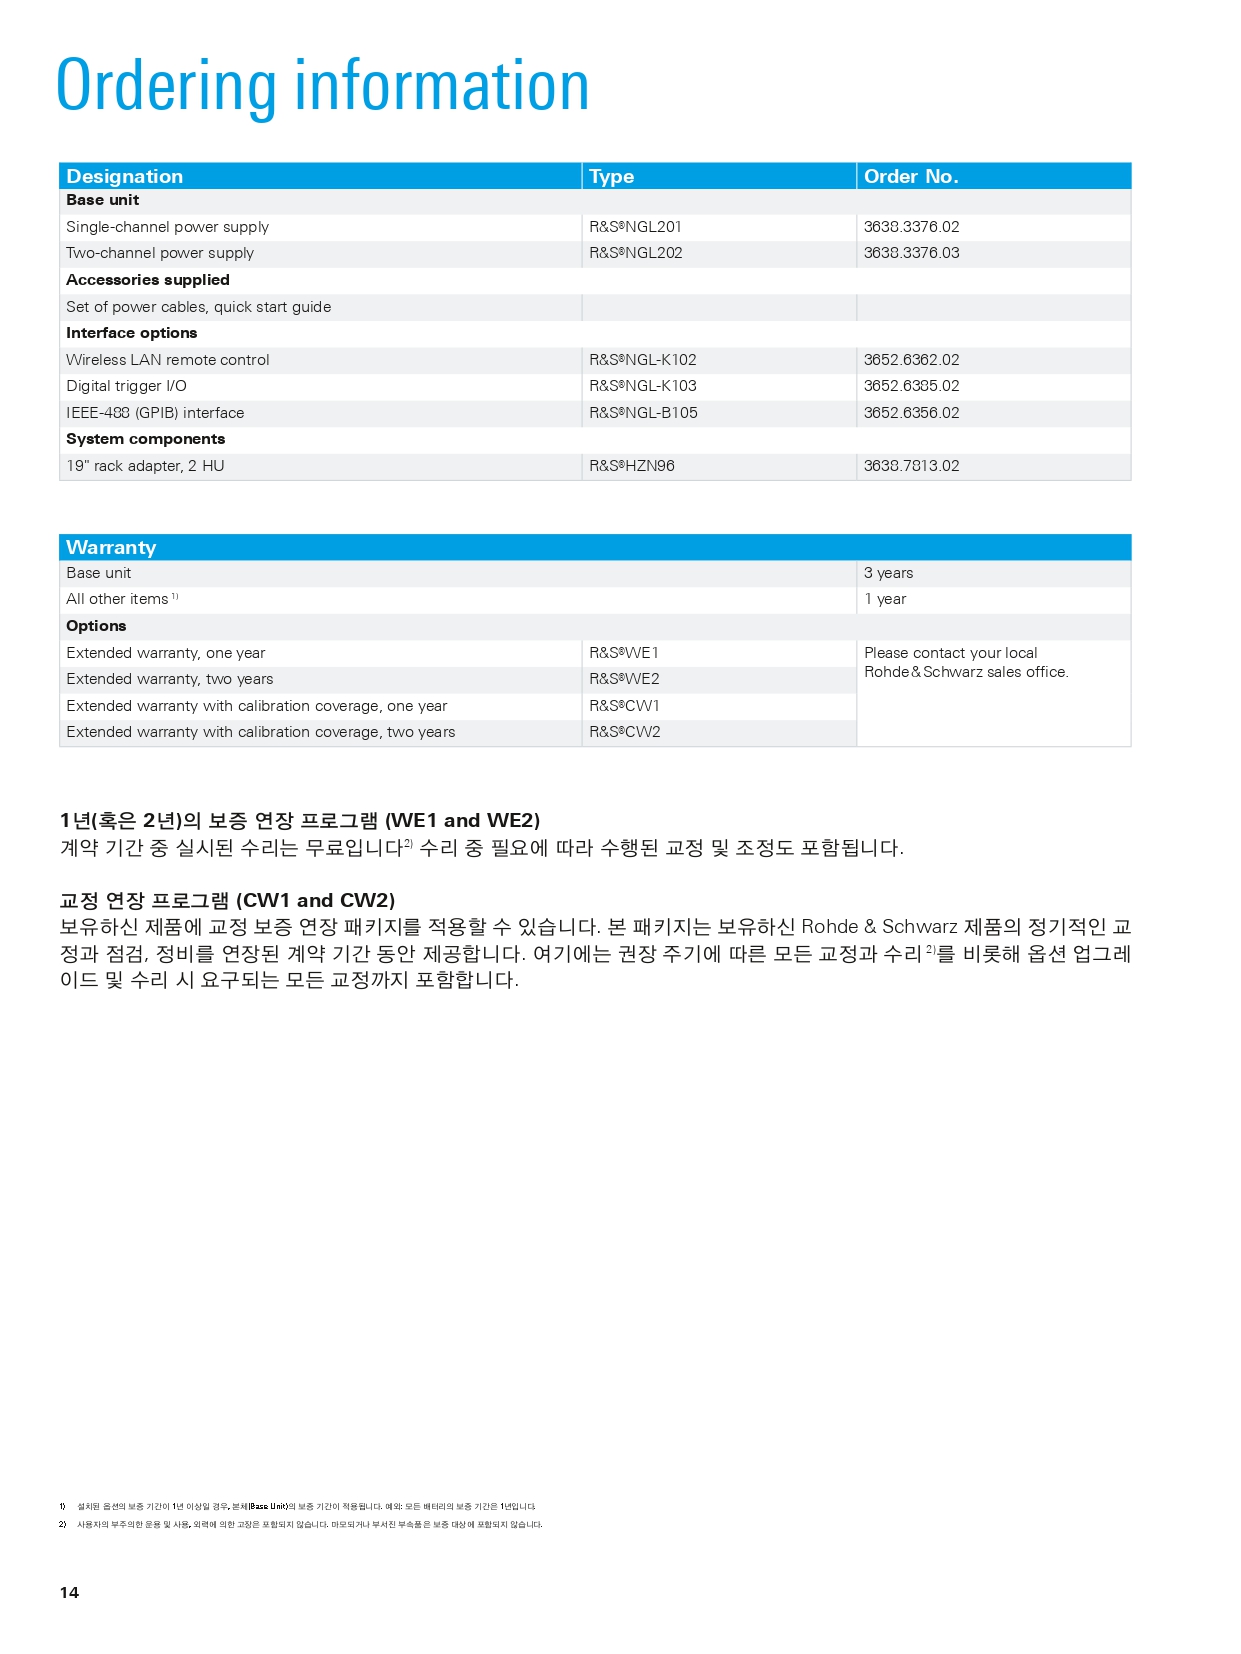 Ordering information
Designation Type Order No.
Base unit
Single-channel power supply R&S®NGL201 3638.3376.02
Two-channel power supply R&S®NGL202 3638.3376.03
Accessories supplied
Set of power cables, quick start guide
Interface options
Wireless LAN remote control R&S®NGL-K102 3652.6362.02
Digital trigger I/O R&S®NGL-K103 3652.6385.02
IEEE-488 (GPIB) interface R&S®NGL-B105 3652.6356.02
System components
19" rack adapter, 2 HU R&S®HZN96 3638.7813.02
Warranty
Base unit 3 years
All other items 1) 1 year
Options
Extended warranty, one year R&S®WE1 Please contact your local
Rohde & Schwarz sales office.
Extended warranty, two years R&S®WE2
Extended warranty with calibration coverage, one year R&S®CW1
Extended warranty with calibration coverage, two years R&S®CW2
1년(혹은 2년)의 보증 연장 프로그램 (WE1 and WE2)
계약 기간 중 실시된 수리는 무료입니다2) 수리 중 필요에 따라 수행된 교정 및 조정도 포함됩니다.
교정 연장 프로그램 (CW1 and CW2)
보유하신 제품에 교정 보증 연장 패키지를 적용할 수 있습니다. 본 패키지는 보유하신 Rohde & Schwarz 제품의 정기적인 교
정과 점검, 정비를 연장된 계약 기간 동안 제공합니다. 여기에는 권장 주기에 따른 모든 교정과 수리 2)를 비롯해 옵션 업그레
이드 및 수리 시 요구되는 모든 교정까지 포함합니다.
1) 설치된 옵션의 보증 기간이 1년 이상일 경우, 본체(Base Unit)의 보증 기간이 적용됩니다. 예외: 모든 배터리의 보증 기간은 1년입니다.
2) 사용자의 부주의한 운용 및 사용, 외력에 의한 고장은 포함되지 않습니다. 마모되거나 부서진 부속품은 보증 대상에 포함되지 않습니다.
14